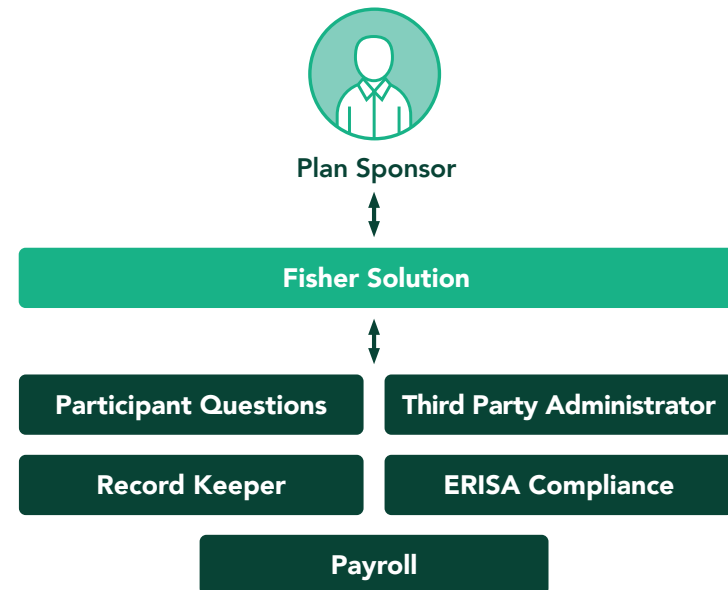 Plan Sponsor
Fisher Solution
Participant Questions
Third Party Administrator
Record Keeper
ERISA Compliance
Payroll